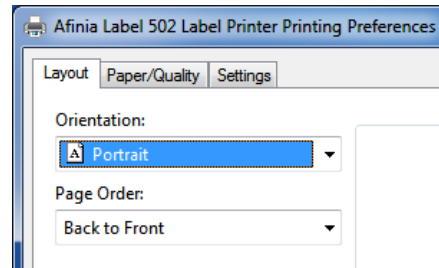 Afinia Label 502 Label Printer Printing Preferences
Layout Paper/Quality Settings
Orientation:
A Portrait
Page Order:
Back to Front